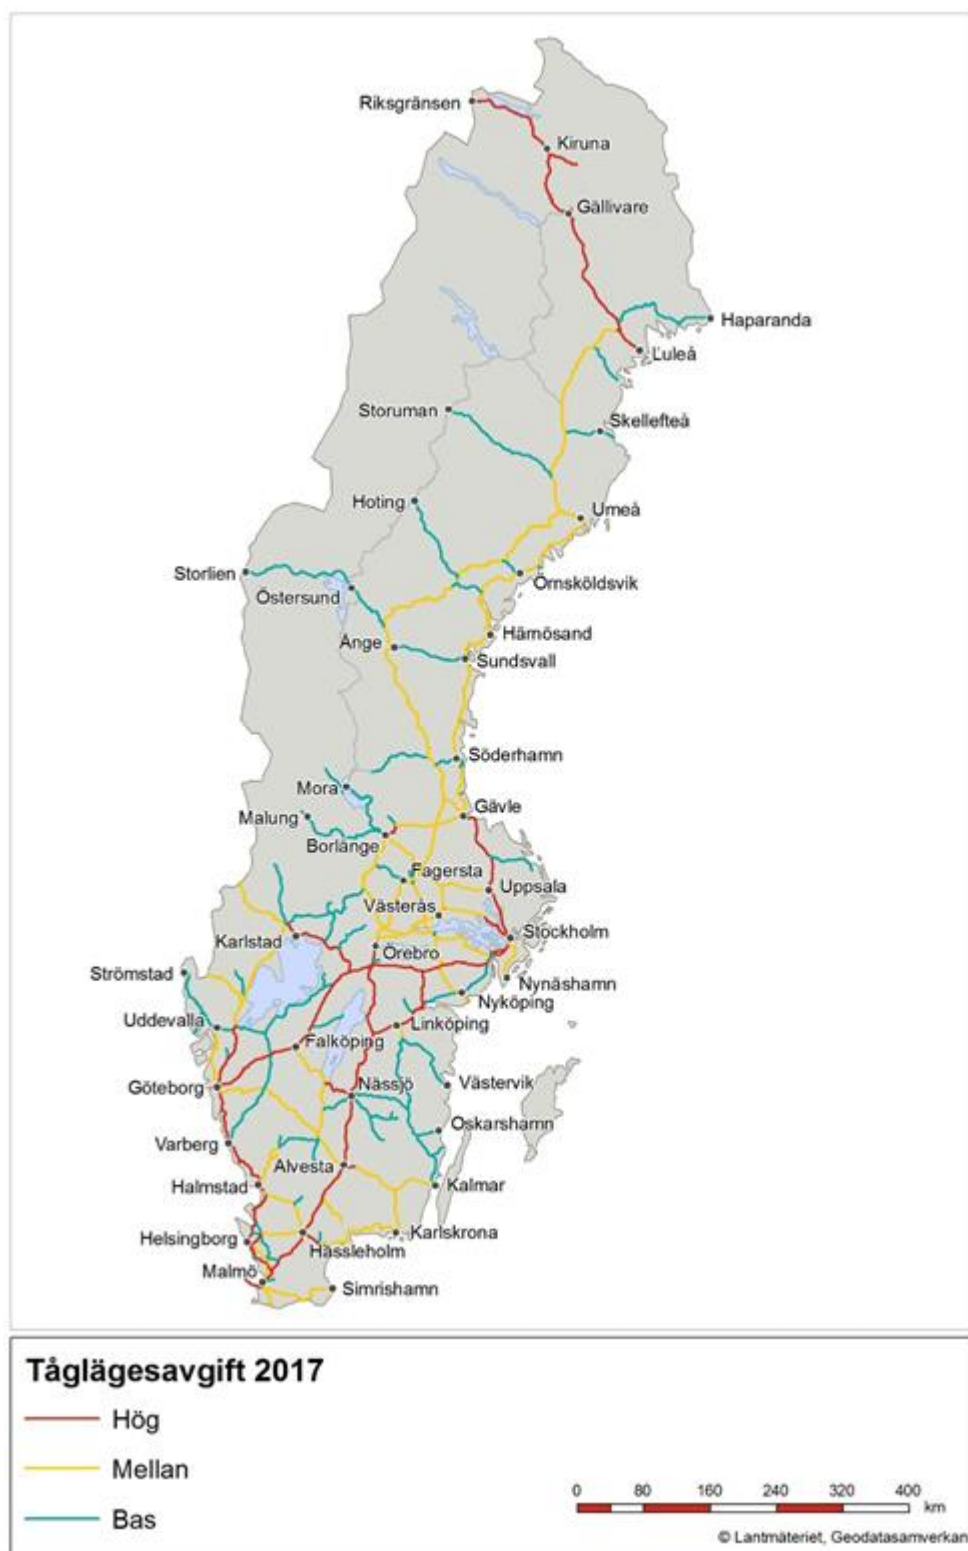 Riksgränsen
Kiruna
Gällivare
Haparanda
Luleå
Storuman
Skellefteå
Hoting
Umeå
Storlien
Örnsköldsvik
Östersund
Härnösand
Ånge
Sundsvall
Söderhamn
Mora
Gävle
Malung
Borlänge
Fagersta
Uppsala
Västerås
Stockholm
Karlstad
Örebro
Strömstad
Nynäshamn
Nyköping
Uddevalla
Linköping
Falköping
Göteborg
Nässjö
Västervik
Oskarshamn
Varberg
Alvesta
Halmstad
Kalmar
Helsingborg
Karlskrona
Hässleholm
Malmö
Simrishamn
Tåglägesavgift 2017
Hög
Mellan
Bas
0 80 160 240 320 400
km
© Lantmäteriet, Geodatasamverkan